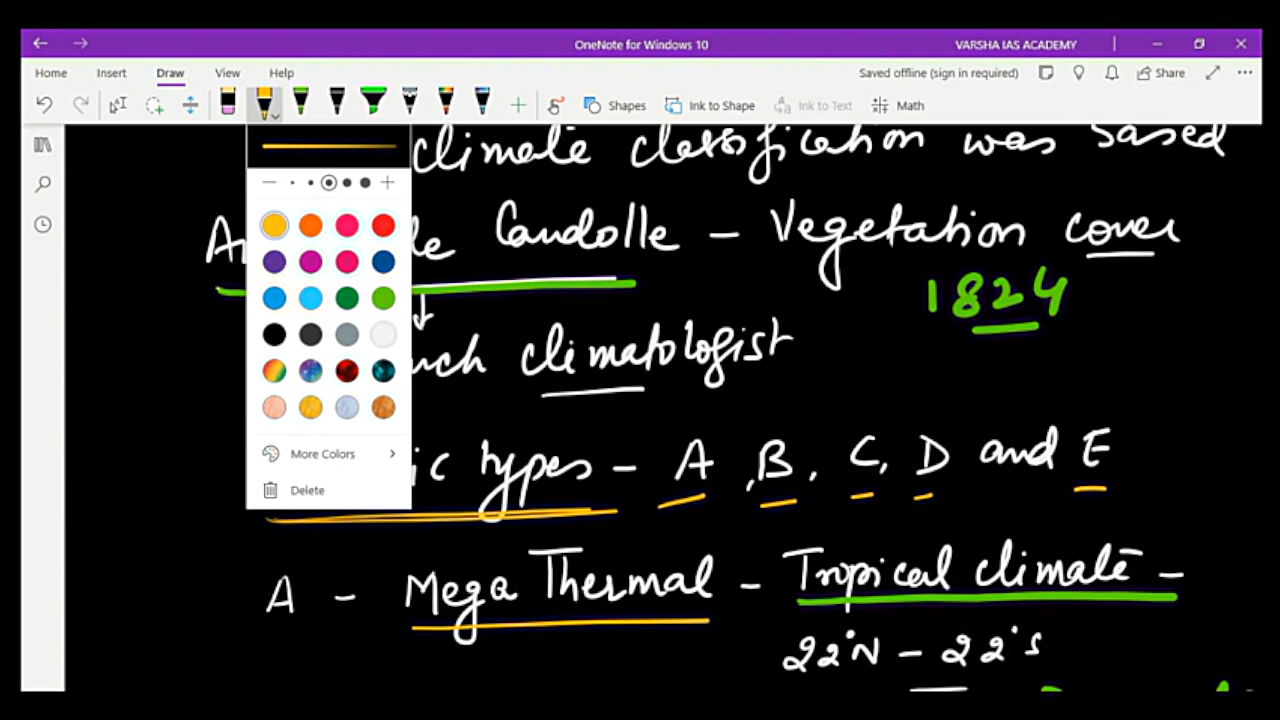 OneNote for Windows 10 VARSHA IAS ACADEMY
Home Insert Draw View Help Saved offline (sign in required) Share
Shapes Ink to Shape Ink to Text Math
climate classification was based
de Candolle - Vegetation cover
1824
climatologist
types - A, B, C, D and E
A - Mega Thermal - Tropical climate -
22°N - 22°S
More Colors
Delete